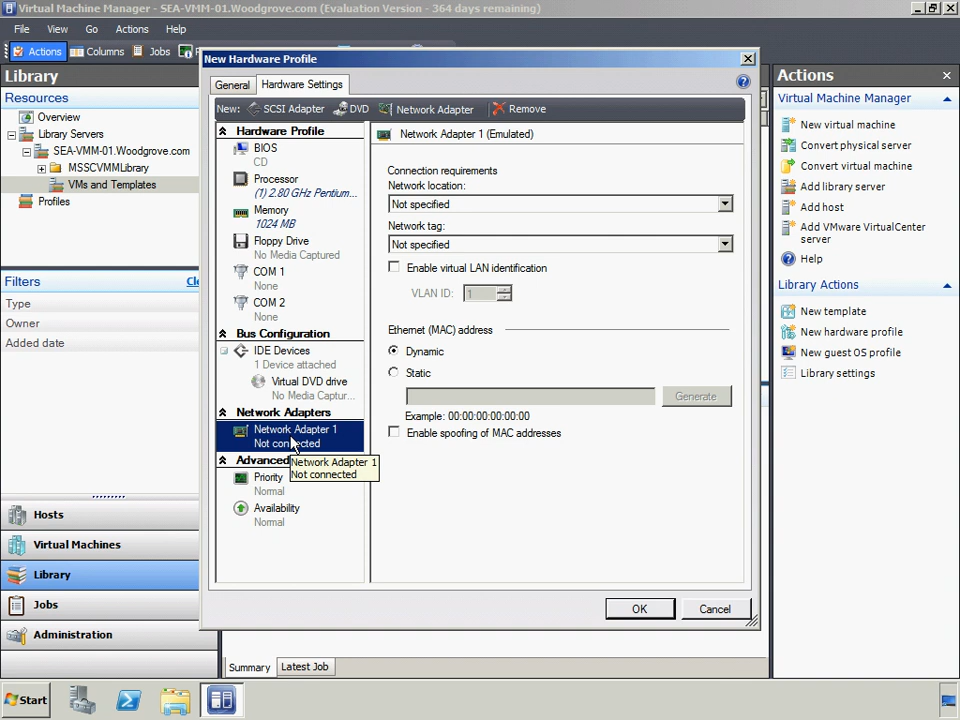 Virtual Machine Manager - SEA-VMM-01.Woodgrove.com (Evaluation Version - 364 days remaining)
File View Go Actions Help
Actions Columns Jobs
Library
Resources
Overview
Library Servers
SEA-VMM-01.Woodgrove.com
MSSCVMMLibrary
VMs and Templates
Profiles
Filters
Type
Owner
Added date
Hosts
Virtual Machines
Library
Jobs
Administration
New Hardware Profile
General Hardware Settings
New: SCSI Adapter DVD Network Adapter Remove
Hardware Profile
BIOS
CD
Processor
(1) 2.80 GHz Pentium...
Memory
1024 MB
Floppy Drive
No Media Captured
COM 1
None
COM 2
None
Bus Configuration
IDE Devices
1 Device attached
Virtual DVD drive
No Media Captur...
Network Adapters
Network Adapter 1
Not connected
Advanced
Network Adapter 1
Not connected
Priority
Normal
Availability
Normal
Network Adapter 1 (Emulated)
Connection requirements
Network location:
Not specified
Network tag:
Not specified
Enable virtual LAN identification
VLAN ID: 1
Ethernet (MAC) address
Dynamic
Static
Generate
Example: 00:00:00:00:00:00
Enable spoofing of MAC addresses
OK Cancel
Summary Latest Job
Actions
Virtual Machine Manager
New virtual machine
Convert physical server
Convert virtual machine
Add library server
Add host
Add VMware VirtualCenter
server
Help
Library Actions
New template
New hardware profile
New guest OS profile
Library settings
Start